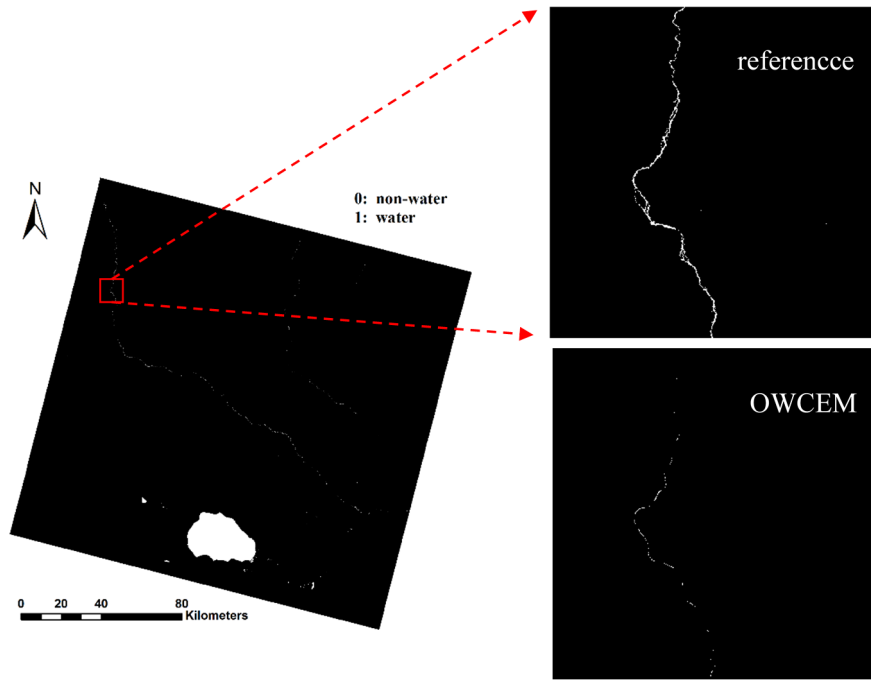 referencce
N
0: non-water
1: water
OWCEM
0 20 40 80
Kilometers